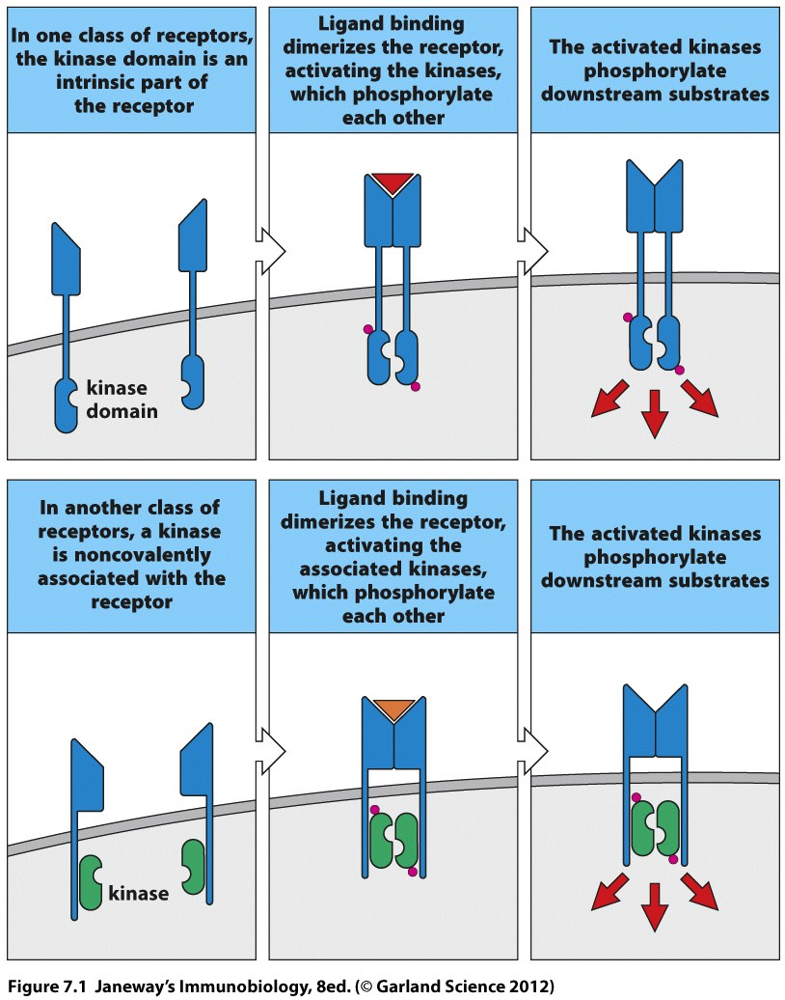 In one class of receptors,
the kinase domain is an
intrinsic part of
the receptor
Ligand binding
dimerizes the receptor,
activating the kinases,
which phosphorylate
each other
The activated kinases
phosphorylate
downstream substrates
kinase
domain
In another class of
receptors, a kinase
is noncovalently
associated with the
receptor
Ligand binding
dimerizes the receptor,
activating the
associated kinases,
which phosphorylate
each other
The activated kinases
phosphorylate
downstream substrates
kinase
Figure 7.1 Janeway’s Immunobiology, 8ed. (© Garland Science 2012)